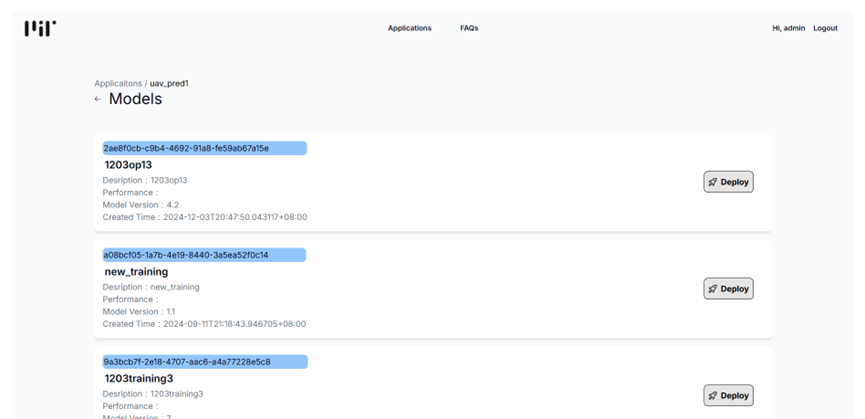 Applications FAQs Hi, admin Logout
Applicaitons / uav_pred1
← Models
2ae8f0cb-c9b4-4692-91a8-fe59ab67a15e
1203op13
Desription : 1203op13
Performance :
Model Version : 4.2
Created Time : 2024-12-03T20:47:50.043117+08:00
Deploy
a08bcf05-1a7b-4e19-8440-3a5ea52f0c14
new_training
Desription : new_training
Performance :
Model Version : 1.1
Created Time : 2024-09-11T21:18:43.946705+08:00
Deploy
9a3bcb7f-2e18-4707-aac6-a4a77228e5c8
1203training3
Desription : 1203training3
Performance :
Model Version : 7
Deploy